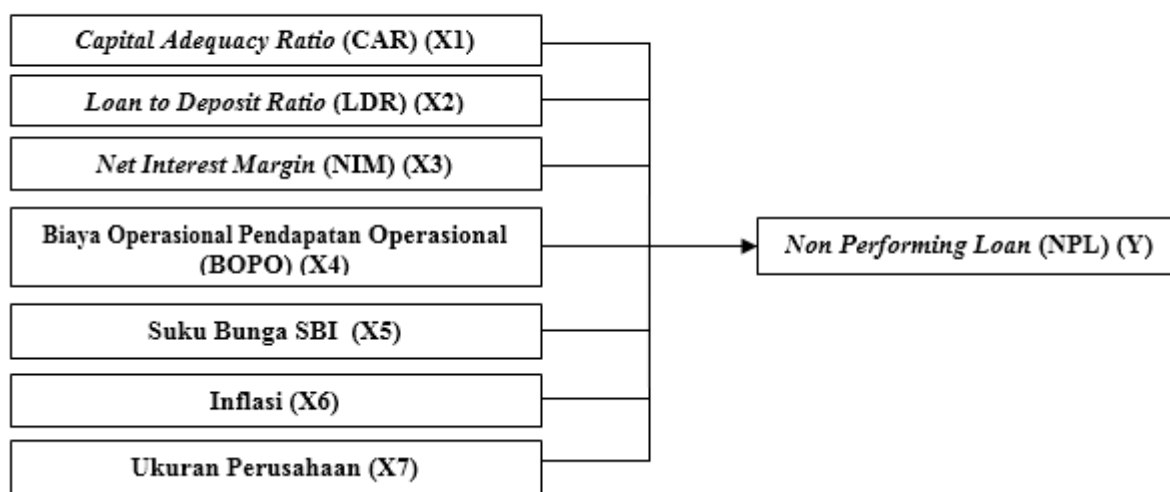 Capital Adequacy Ratio (CAR) (X1)
Loan to Deposit Ratio (LDR) (X2)
Net Interest Margin (NIM) (X3)
Biaya Operasional Pendapatan Operasional
(BOPO) (X4)
Non Performing Loan (NPL) (Y)
Suku Bunga SBI (X5)
Inflasi (X6)
Ukuran Perusahaan (X7)